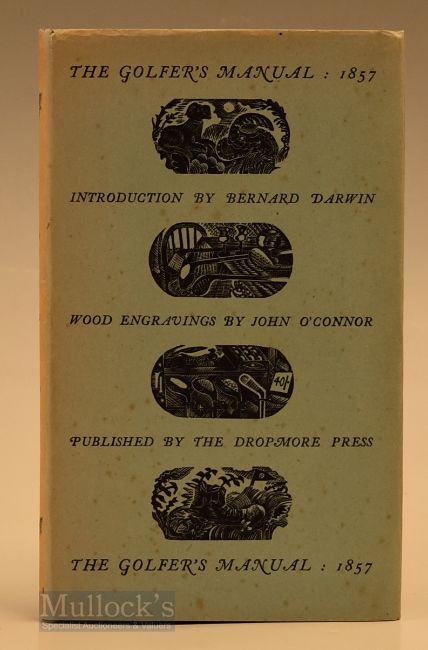 THE GOLFER'S MANUAL : 1857
INTRODUCTION BY BERNARD DARWIN
WOOD ENGRAVINGS BY JOHN O'CONNOR
40/-
PUBLISHED BY THE DROPMORE PRESS
THE GOLFER'S MANUAL : 1857
Mullock's
Specialist Auctioneers & Valuers